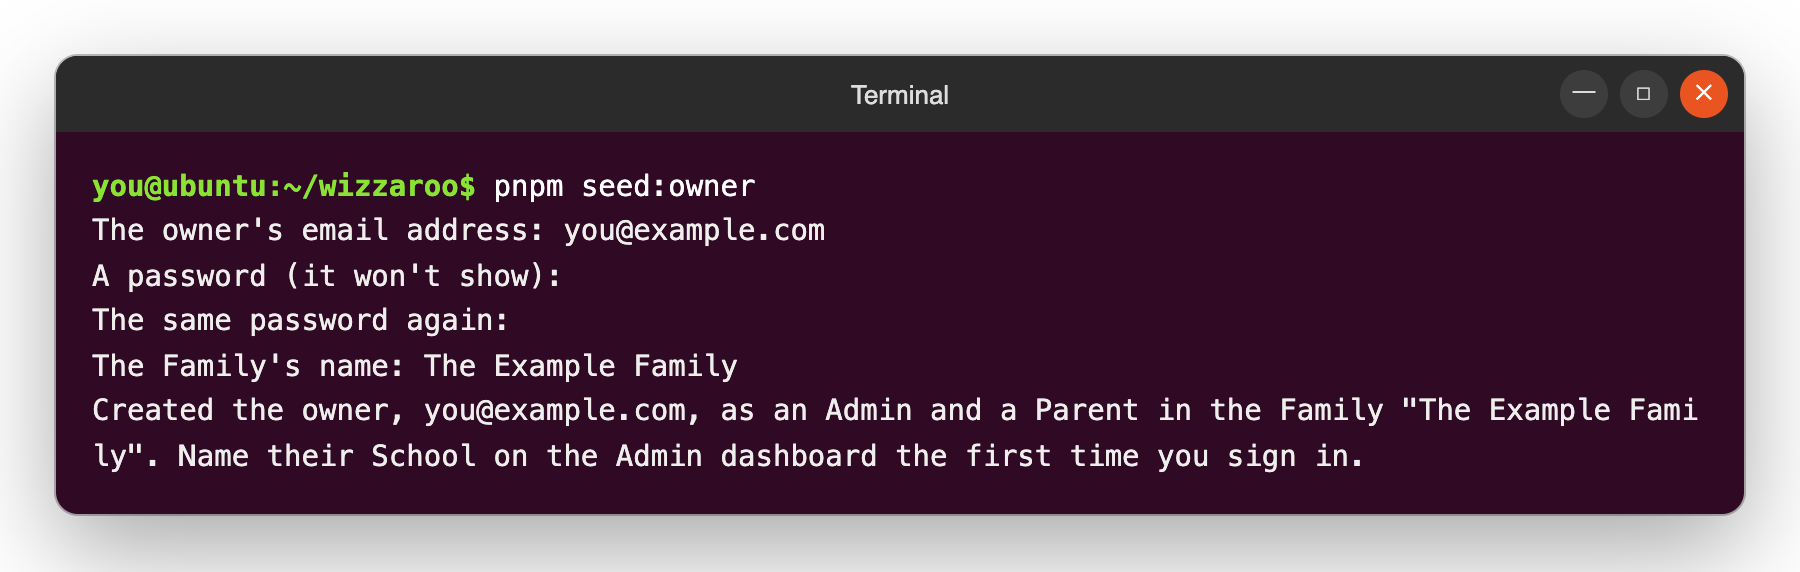 Terminal
you@ubuntu:~/wizzaroo$ pnpm seed:owner
The owner's email address: you@example.com
A password (it won't show):
The same password again:
The Family's name: The Example Family
Created the owner, you@example.com, as an Admin and a Parent in the Family "The Example Fami
ly". Name their School on the Admin dashboard the first time you sign in.